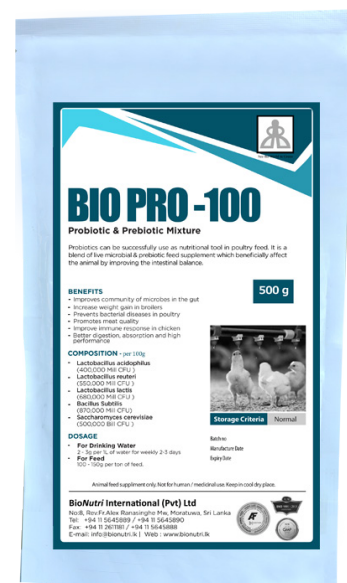 BIO PRO -100
Probiotic & Prebiotic Mixture
Probiotics can be successfully use as nutritional tool in poultry feed. It is a
blend of live microbial & prebiotic feed supplement which beneficially affect
the animal by improving the intestinal balance.
500 g
BENEFITS
- Improves community of microbes in the gut
- Increase weight gain in broilers
- Prevents bacterial diseases in poultry
- Promotes meat quality
- Improve immune response in chicken
- Better digestion, absorption and high
performance
COMPOSITION - per 100g
- Lactobacillus acidophilus
(400,000 Mill CFU )
- Lactobacillus reuteri
(550,000 Mill CFU )
- Lactobacillus lactis
(680,000 Mill CFU )
- Bacillus Subtilis
(870,000 Mill CFU)
- Saccharomyces cerevisiae
(500,000 Bill CFU )
Storage Criteria Normal
DOSAGE
- For Drinking Water
2 - 3g per 1L of water for weekly 2-3 days
- For Feed
100 - 150g per ton of feed.
Batch no
Manufacture Date
Expiry Date
Animal feed supplement only. Not for human / medicinal use. Keep in cool dry place.
BioNutri International (Pvt) Ltd
No:8, Rev.Fr.Alex Ranasinghe Mw, Moratuwa, Sri Lanka
Tel: +94 11 5645889 / +94 11 5645890
Fax: +94 11 2611181 / +94 11 5645888
E-mail: info@bionutri.lk | Web : www.bionutri.lk